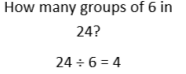 How many groups of 6 in
24?
24 ÷ 6 = 4